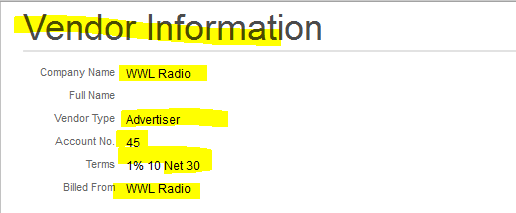 Vendor Information
Company Name WWL Radio
Full Name
Vendor Type Advertiser
Account No. 45
Terms 1% 10 Net 30
Billed From WWL Radio